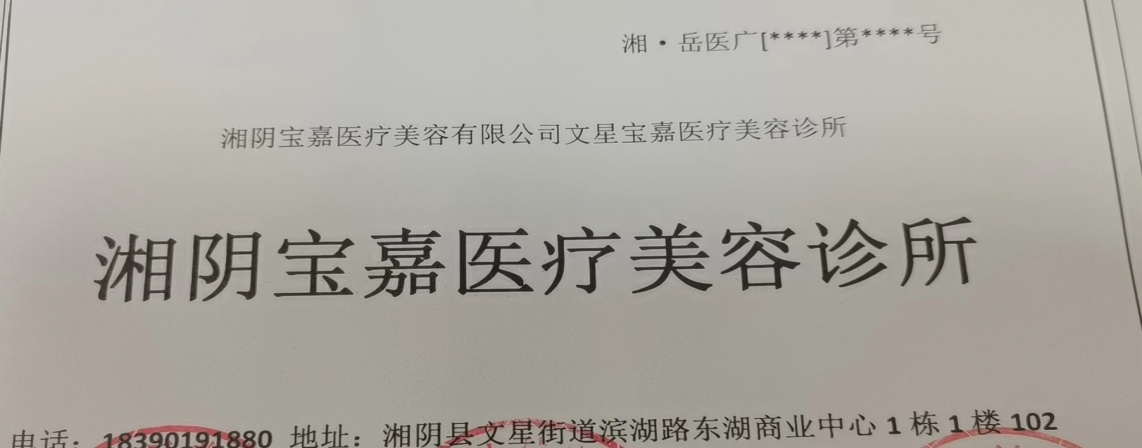 湘·岳医广[****]第****号
湘阴宝嘉医疗美容有限公司文星宝嘉医疗美容诊所
湘阴宝嘉医疗美容诊所
电话：18390191880 地址：湘阴县文星街道滨湖路东湖商业中心 1 栋 1 楼 102